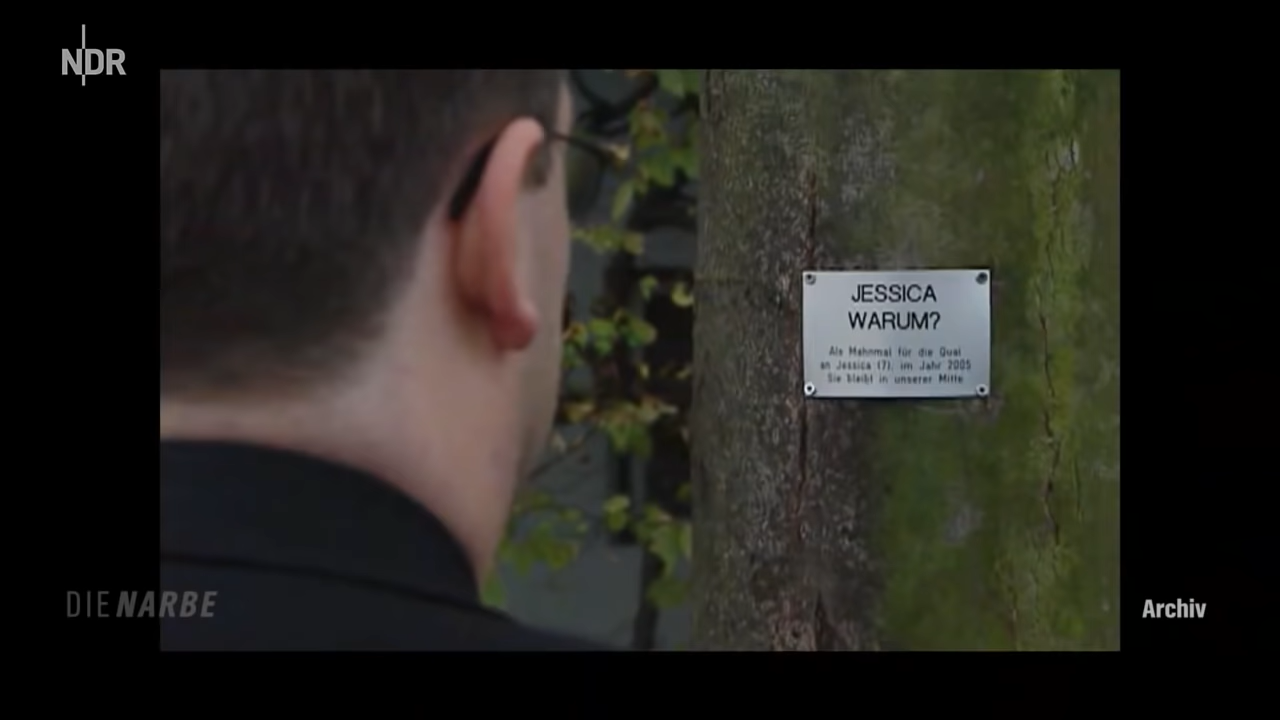 NDR
JESSICA
WARUM?
Als Mahnmal für die Qual
an Jessica (7), im Jahr 2005
Sie bleibt in unserer Mitte
DIE NARBE
Archiv